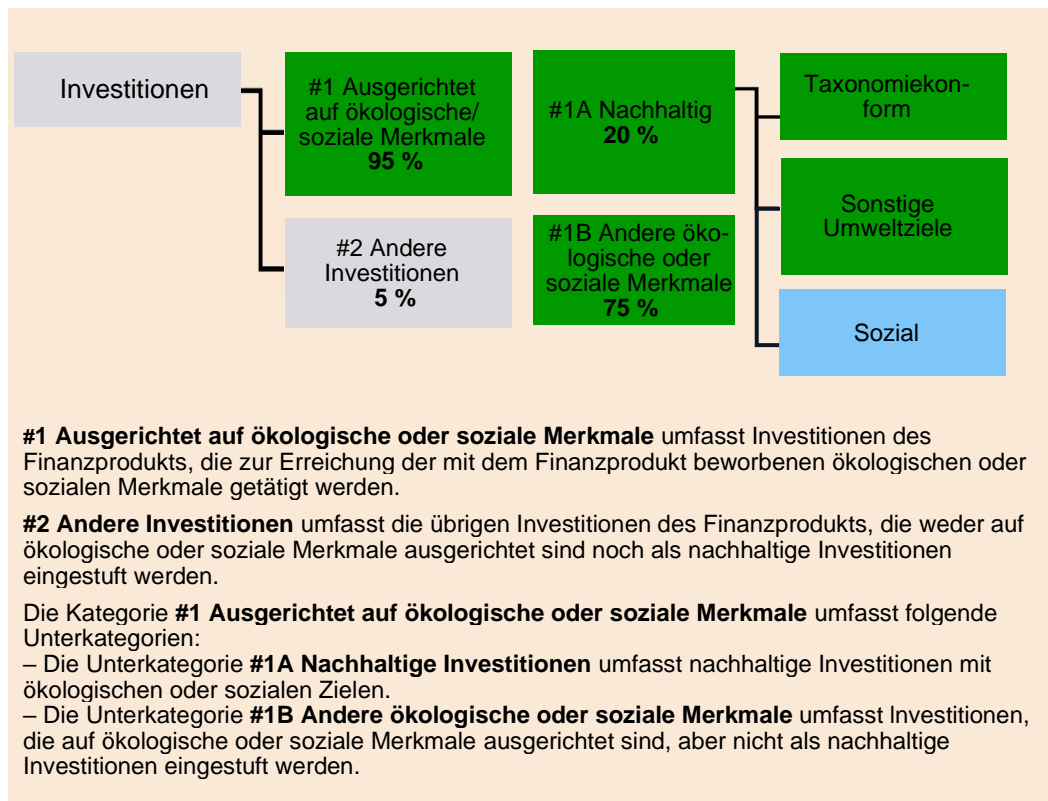 Investitionen
#1 Ausgerichtet
auf ökologische/
soziale Merkmale
95 %
#2 Andere
Investitionen
5 %
#1A Nachhaltig
20 %
#1B Andere öko-
logische oder
soziale Merkmale
75 %
Taxonomiekon-
form
Sonstige
Umweltziele
Sozial
#1 Ausgerichtet auf ökologische oder soziale Merkmale umfasst Investitionen des
Finanzprodukts, die zur Erreichung der mit dem Finanzprodukt beworbenen ökologischen oder
sozialen Merkmale getätigt werden.
#2 Andere Investitionen umfasst die übrigen Investitionen des Finanzprodukts, die weder auf
ökologische oder soziale Merkmale ausgerichtet sind noch als nachhaltige Investitionen
eingestuft werden.
Die Kategorie #1 Ausgerichtet auf ökologische oder soziale Merkmale umfasst folgende
Unterkategorien:
– Die Unterkategorie #1A Nachhaltige Investitionen umfasst nachhaltige Investitionen mit
ökologischen oder sozialen Zielen.
– Die Unterkategorie #1B Andere ökologische oder soziale Merkmale umfasst Investitionen,
die auf ökologische oder soziale Merkmale ausgerichtet sind, aber nicht als nachhaltige
Investitionen eingestuft werden.